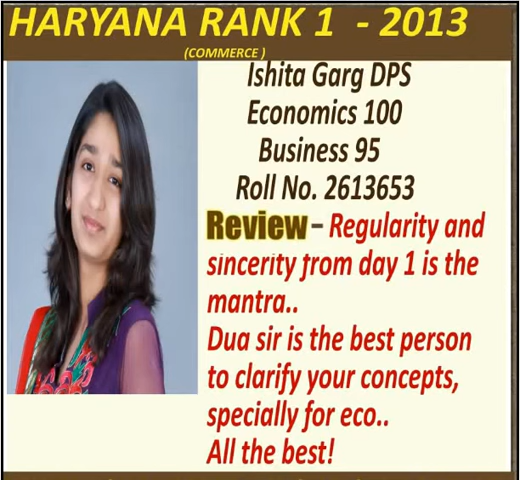 HARYANA RANK 1 - 2013
(COMMERCE)
Ishita Garg DPS
Economics 100
Business 95
Roll No. 2613653
Review- Regularity and
sincerity from day 1 is the
mantra..
Dua sir is the best person
to clarify your concepts,
specially for eco..
All the best!